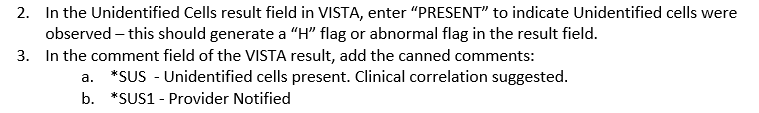 2. In the Unidentified Cells result field in VISTA, enter “PRESENT” to indicate Unidentified cells were
observed – this should generate a “H” flag or abnormal flag in the result field.
3. In the comment field of the VISTA result, add the canned comments:
a. *SUS - Unidentified cells present. Clinical correlation suggested.
b. *SUS1 - Provider Notified